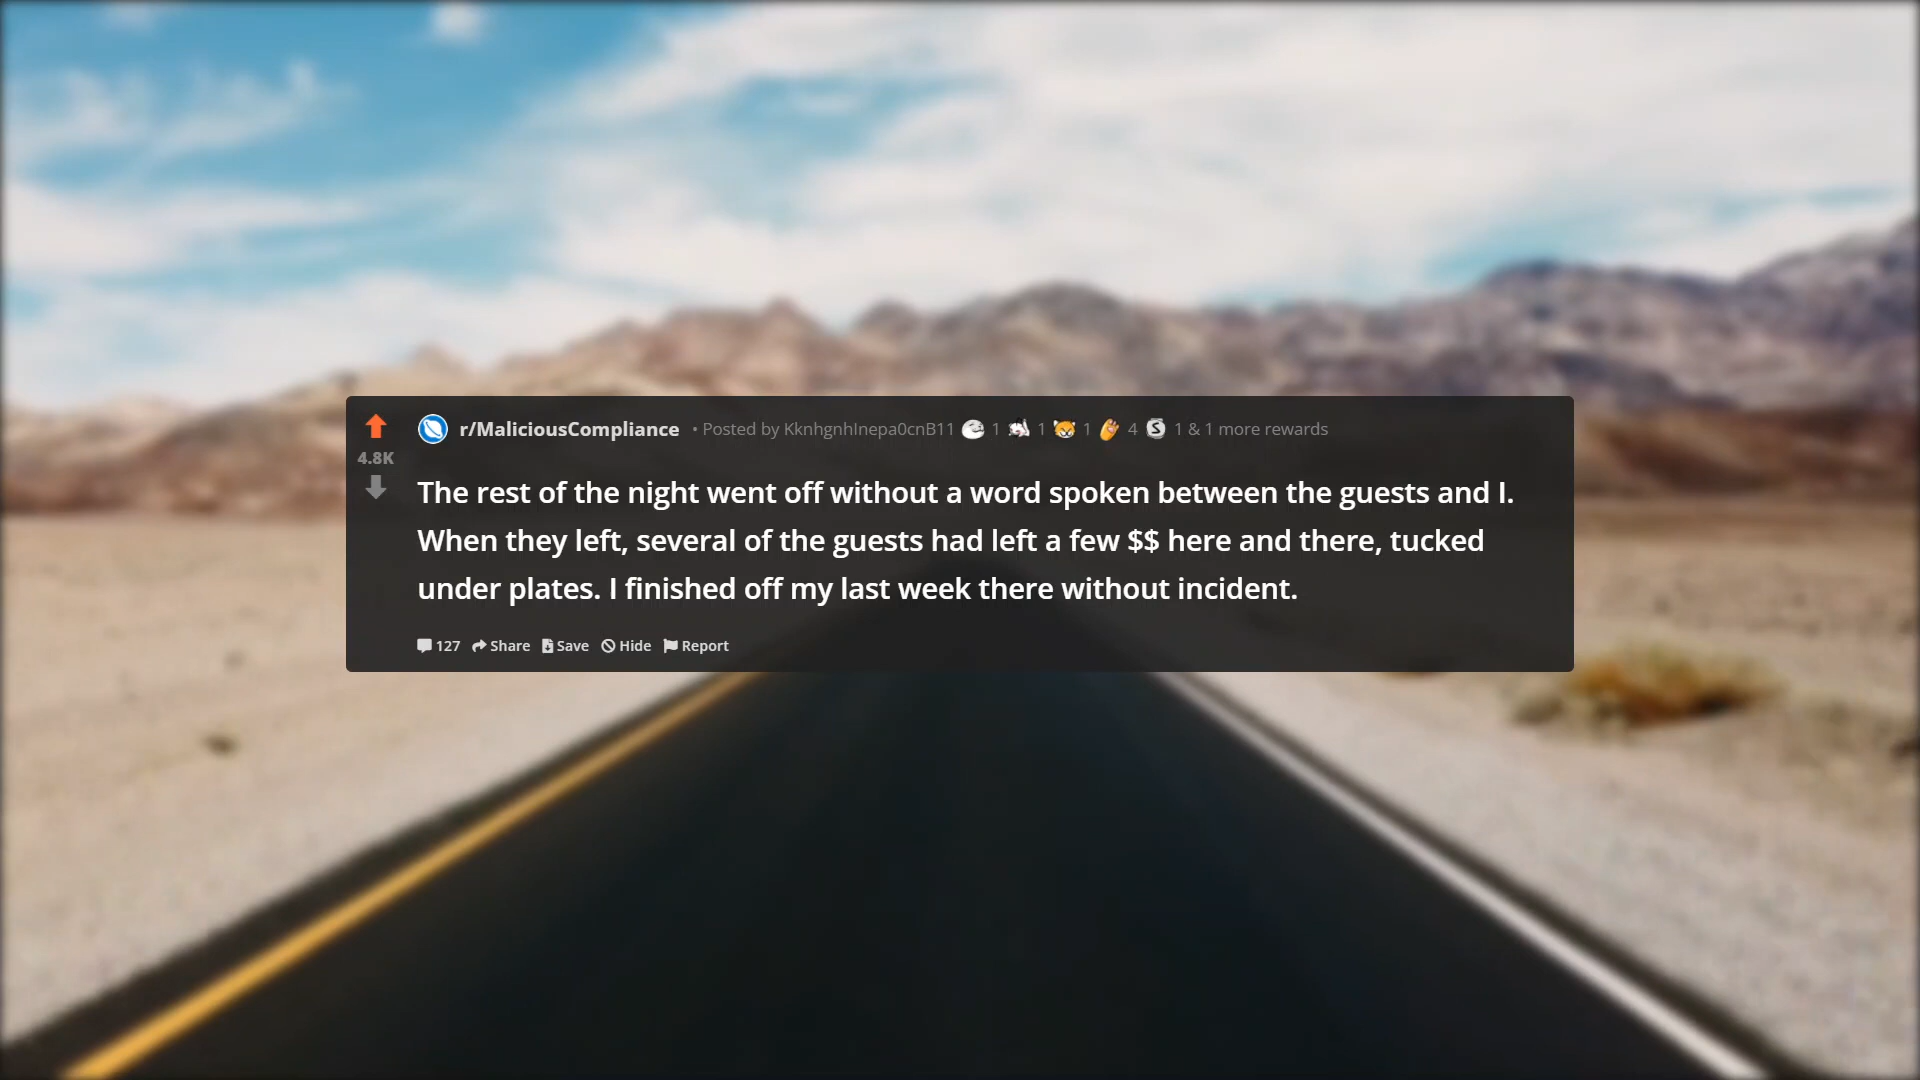 r/MaliciousCompliance • Posted by KknhgnhInepa0cnB11 1 1 1 4 S 1 & 1 more rewards
4.8K
The rest of the night went off without a word spoken between the guests and I.
When they left, several of the guests had left a few $$ here and there, tucked
under plates. I finished off my last week there without incident.
127 Share Save Hide Report